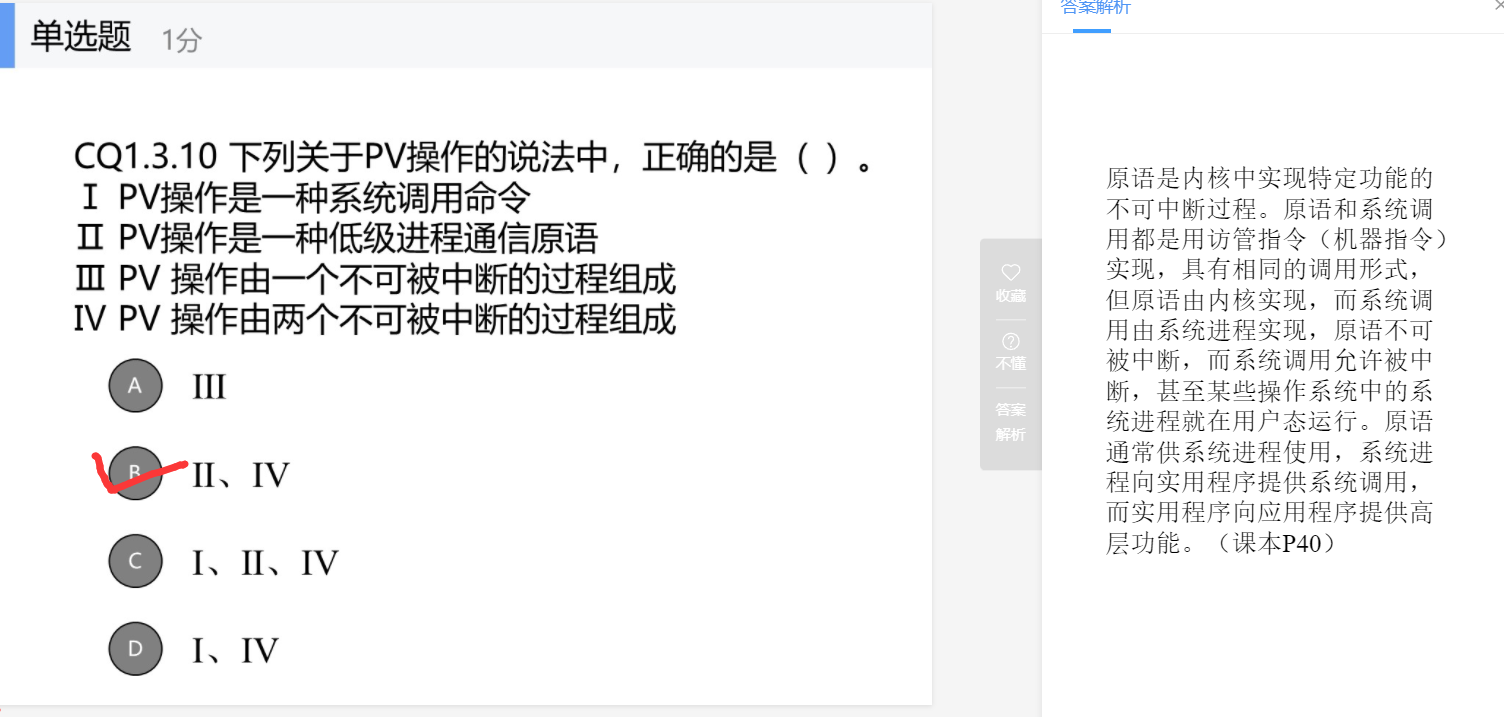 单选题 1分
CQ1.3.10 下列关于PV操作的说法中，正确的是（ ）。
Ⅰ PV操作是一种系统调用命令
Ⅱ PV操作是一种低级进程通信原语
Ⅲ PV 操作由一个不可被中断的过程组成
Ⅳ PV 操作由两个不可被中断的过程组成
A III
B II、IV
C I、II、IV
D I、IV
收藏
不懂
答案
解析
答案解析
原语是内核中实现特定功能的
不可中断过程。原语和系统调
用都是用访管指令（机器指令）
实现，具有相同的调用形式，
但原语由内核实现，而系统调
用由系统进程实现，原语不可
被中断，而系统调用允许被中
断，甚至某些操作系统中的系
统进程就在用户态运行。原语
通常供系统进程使用，系统进
程向实用程序提供系统调用，
而实用程序向应用程序提供高
层功能。（课本P40）